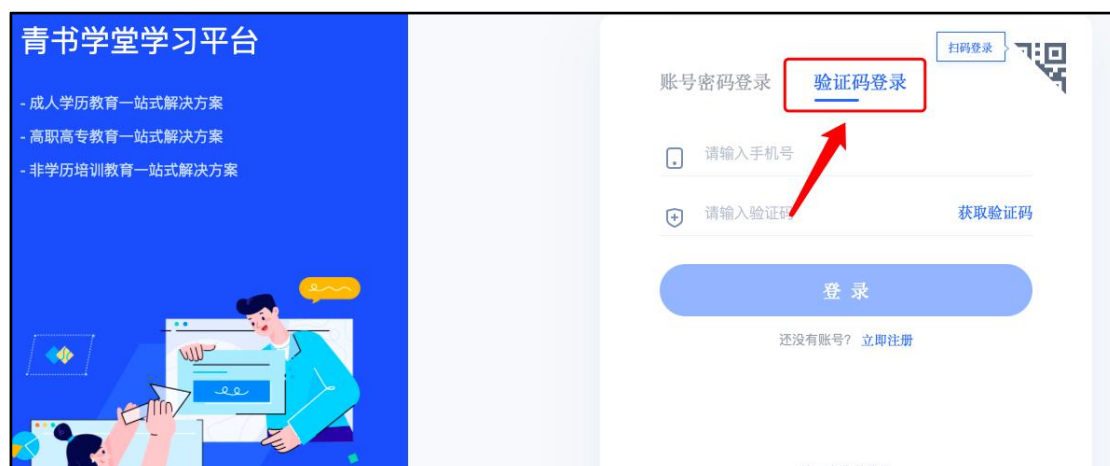 青书学堂学习平台
- 成人学历教育一站式解决方案
- 高职高专教育一站式解决方案
- 非学历培训教育一站式解决方案
扫码登录
账号密码登录 验证码登录
请输入手机号
请输入验证码 获取验证码
登 录
还没有账号? 立即注册